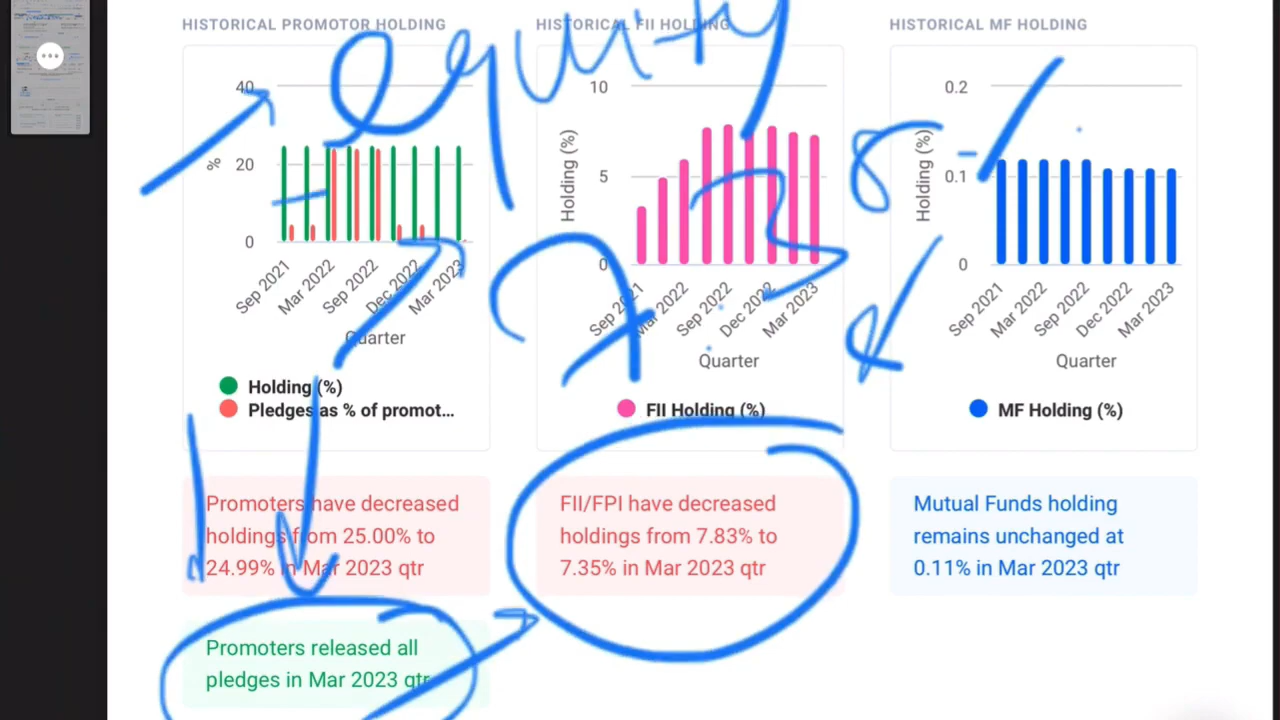 HISTORICAL PROMOTOR HOLDING
40
%
20
0
Sep 2021
Mar 2022
Sep 2022
Dec 2022
Mar 2023
Quarter
Holding (%)
Pledges as % of promot...
Promoters have decreased
holdings from 25.00% to
24.99% in Mar 2023 qtr
Promoters released all
pledges in Mar 2023 qtr
equity
HISTORICAL FII HOLDING
10
Holding (%)
5
0
Sep 2021
Mar 2022
Sep 2022
Dec 2022
Mar 2023
Quarter
FII Holding (%)
FII/FPI have decreased
holdings from 7.83% to
7.35% in Mar 2023 qtr
HISTORICAL MF HOLDING
0.2
Holding (%)
0.1
0
Sep 2021
Mar 2022
Sep 2022
Dec 2022
Mar 2023
Quarter
MF Holding (%)
Mutual Funds holding
remains unchanged at
0.11% in Mar 2023 qtr